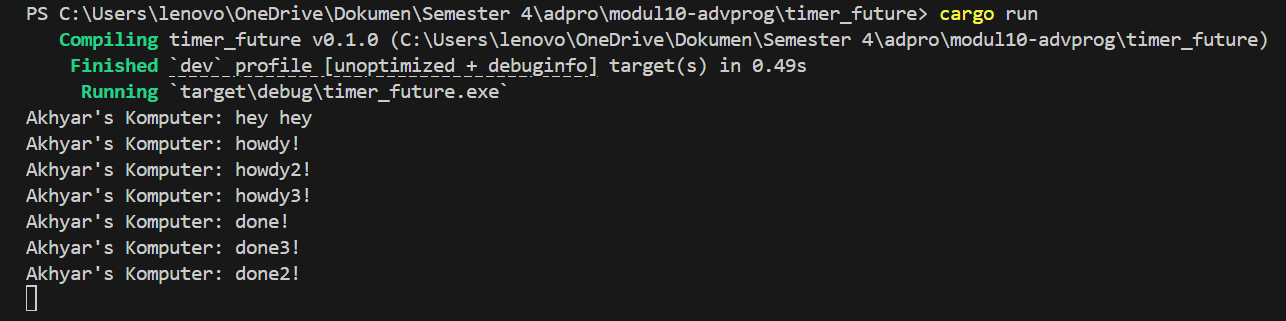 PS C:\Users\lenovo\OneDrive\Dokumen\Semester 4\adpro\modul10-advprog\timer_future> cargo run
   Compiling timer_future v0.1.0 (C:\Users\lenovo\OneDrive\Dokumen\Semester 4\adpro\modul10-advprog\timer_future)
    Finished `dev` profile [unoptimized + debuginfo] target(s) in 0.49s
     Running `target\debug\timer_future.exe`
Akhyar's Komputer: hey hey
Akhyar's Komputer: howdy!
Akhyar's Komputer: howdy2!
Akhyar's Komputer: howdy3!
Akhyar's Komputer: done!
Akhyar's Komputer: done3!
Akhyar's Komputer: done2!